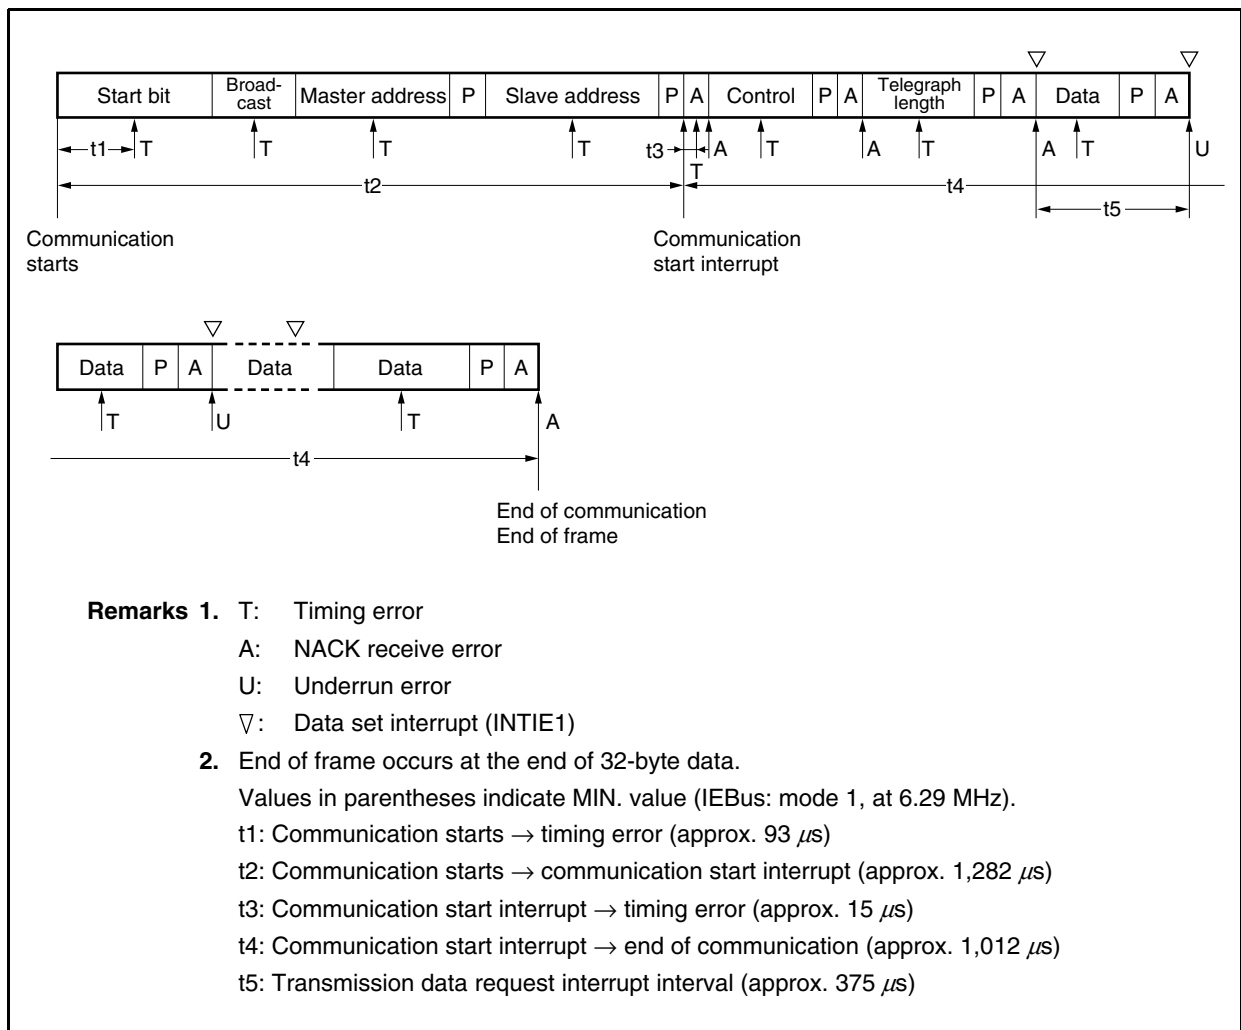 Start bit Broad-cast Master address P Slave address P A Control P A Telegraph length P A Data P A
t1 T T T T t3 A T A T A T U
T
t2 t4
t5
Communication starts
Communication start interrupt
Data P A Data Data P A
T U T A
t4
End of communication
End of frame
Remarks 1. T: Timing error
A: NACK receive error
U: Underrun error
▽: Data set interrupt (INTIE1)
2. End of frame occurs at the end of 32-byte data.
Values in parentheses indicate MIN. value (IEBus: mode 1, at 6.29 MHz).
t1: Communication starts → timing error (approx. 93 μs)
t2: Communication starts → communication start interrupt (approx. 1,282 μs)
t3: Communication start interrupt → timing error (approx. 15 μs)
t4: Communication start interrupt → end of communication (approx. 1,012 μs)
t5: Transmission data request interrupt interval (approx. 375 μs)